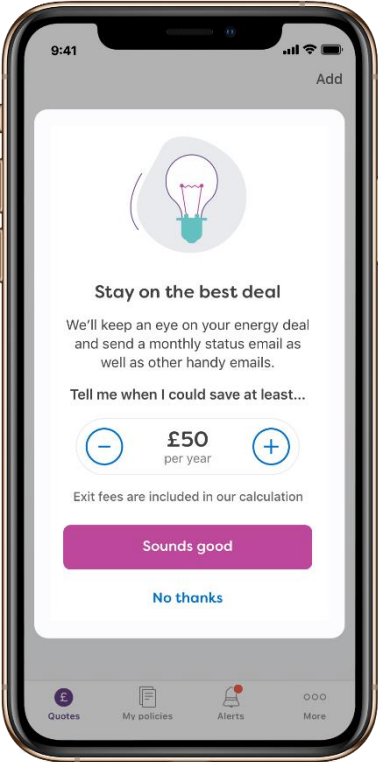 9:41
Add
Stay on the best deal
We'll keep an eye on your energy deal
and send a monthly status email as
well as other handy emails.
Tell me when I could save at least...
£50
per year
Exit fees are included in our calculation
Sounds good
No thanks
£
Quotes
My policies
Alerts
More